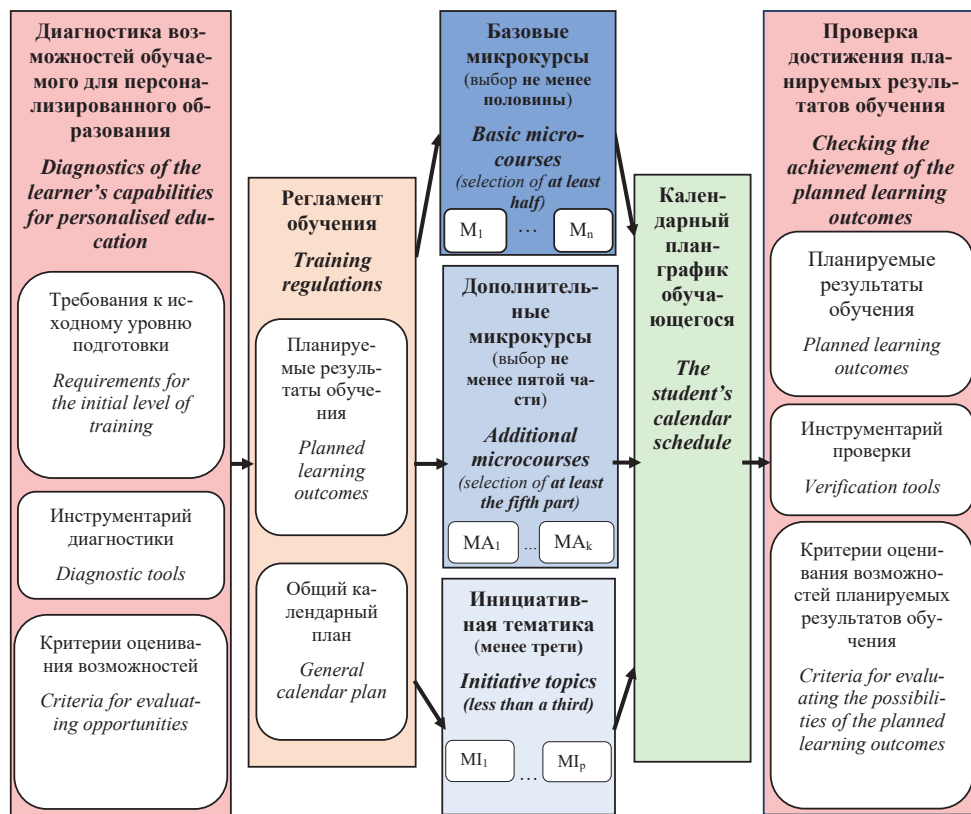 Диагностика воз-
можностей обучае-
мого для персона-
лизированного об-
разования
Diagnostics of the
learner's capabilities
for personalised edu-
cation
Требования к ис-
ходному уровню
подготовки
Requirements for
the initial level of
training
Инструментарий
диагностики
Diagnostic tools
Критерии оценива-
ния возможностей
Criteria for evaluat-
ing opportunities
Регламент
обучения
Training
regulations
Планируе-
мые резуль-
таты обуче-
ния
Planned
learning
outcomes
Общий ка-
лендарный
план
General
calendar plan
Базовые
микрокурсы
(выбор не менее
половины)
Basic micro-
courses
(selection of at least
half)
M1 … Mn
Дополнитель-
ные
микрокурсы
(выбор не
менее пятой ча-
сти)
Additional
microcourses
(selection of at least
the fifth part)
MA1 ... MAk
Инициатив-
ная тематика
(менее трети)
Initiative topics
(less than a third)
MI1 … MIp
Кален-
дарный
план-
график
обуча-
ющегося
The
student's
calendar
schedule
Проверка
достижения пла-
нируемых резуль-
татов обучения
Checking the
achievement of the
planned learning
outcomes
Планируемые
результаты
обучения
Planned learning
outcomes
Инструментарий
проверки
Verification tools
Критерии оцени-
вания возможно-
стей планируемых
результатов обу-
чения
Criteria for evalu-
ating the possibili-
ties of the planned
learning outcomes